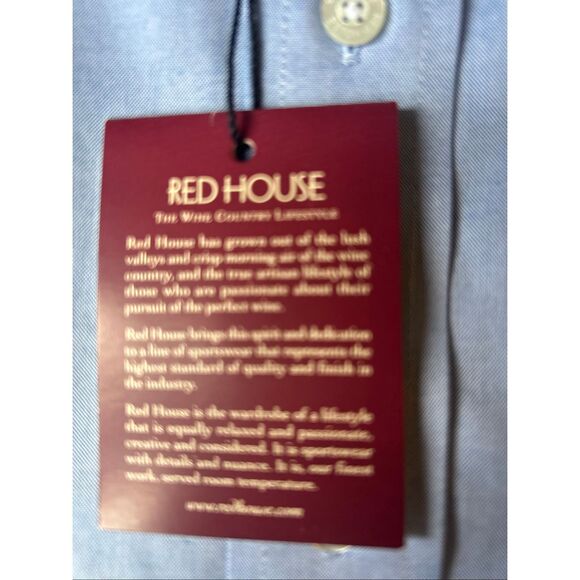 RED HOUSE
THE WINE COUNTRY LIFESTYLE
Red House has grown out of the lush
valleys and crisp morning air of the wine
country, and the true artisan lifestyle of
those who are passionate about their
pursuit of the perfect wine.
Red House brings this spirit and dedication
to a line of sportswear that represents the
highest standard of quality and finish in
the industry.
Red House is the wardrobe of a lifestyle
that is equally relaxed and passionate,
creative and considered. It is sportswear
with details and nuance. It is, our finest
work, served room temperature.
www.redHouse.com